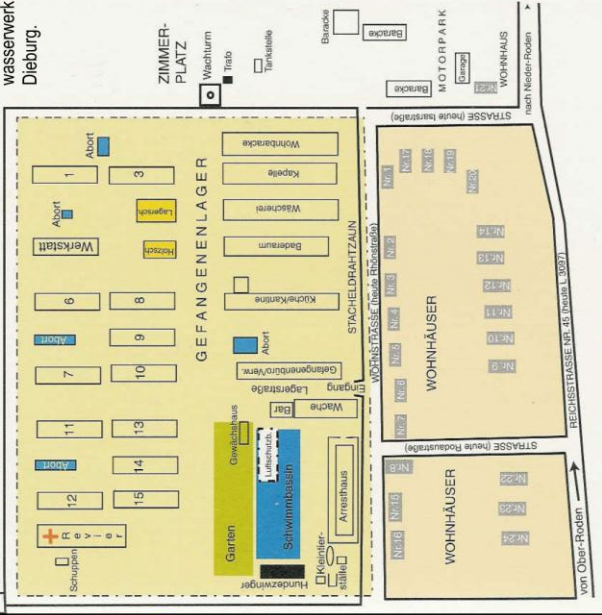 wasserwerk
Dieburg.
ZIMMER-
PLATZ
Wachturm
Trafo
Tankstelle
Baracke
Baracke
Baracke
MOTORPARK
Garage
Nr.21
WOHNHAUS
nach Nieder-Roden
Abort
1
3
Abort
Lagersch.
Werkstatt
Holzsch.
6
8
Abort
9
7
10
11
13
Abort
14
12
15
Revier
Schuppen
GEFANGENENLAGER
Wohnbaracke
Kapelle
Wäscherei
Baderaum
Küche/Kantine
Abort
Gefangenenbüro/Verw.
Lagerstraße
Eingang
Bar
Wache
Gewächshaus
Garten
Luftschutzb.
Schwimmbassin
Hundezwinger
Arresthaus
Kleintier-
ställe
STACHELDRAHTZAUN
WOHNSTRASSE (heute Rhönstraße)
STRASSE (heute Isarstraße)
Nr.1
Nr.17
Nr.18
Nr.19
Nr.20
Nr.2
Nr.3
Nr.4
Nr.5
Nr.6
Nr.7
WOHNHÄUSER
Nr.14
Nr.13
Nr.12
Nr.11
Nr.10
Nr.9
STRASSE (heute Rodaustraße)
Nr.8
Nr.15
Nr.16
WOHNHÄUSER
Nr.22
Nr.23
Nr.24
REICHSSTRASSE NR. 45 (heute L 3097)
von Ober-Roden